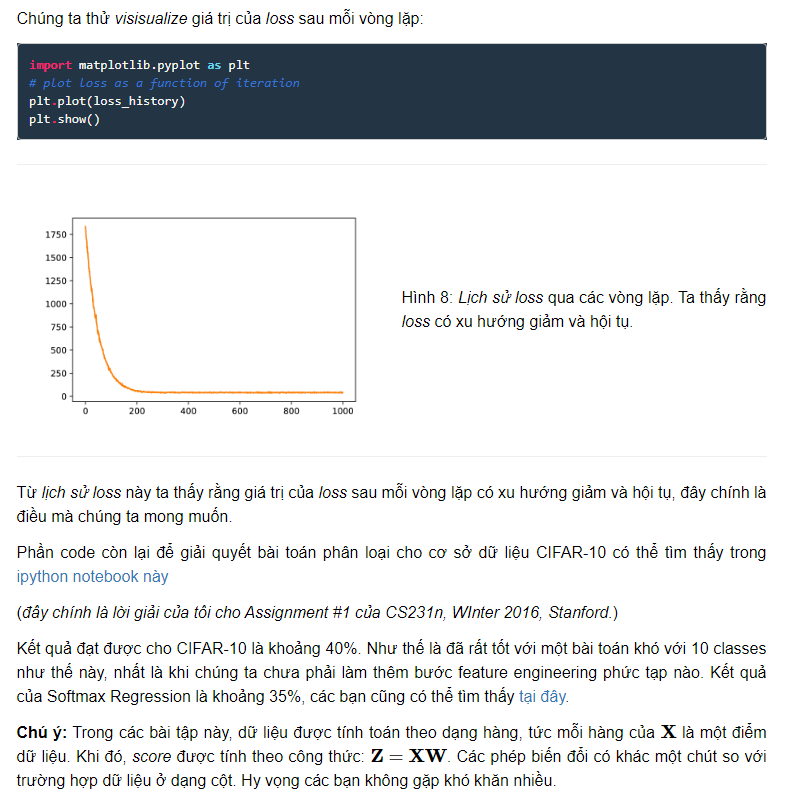 Chúng ta thử visisualize giá trị của loss sau mỗi vòng lặp:
import matplotlib.pyplot as plt
# plot loss as a function of iteration
plt.plot(loss_history)
plt.show()
1750
1500
1250
1000
750
500
250
0
0 200 400 600 800 1000
Hình 8: Lịch sử loss qua các vòng lặp. Ta thấy rằng
loss có xu hướng giảm và hội tụ.
Từ lịch sử loss này ta thấy rằng giá trị của loss sau mỗi vòng lặp có xu hướng giảm và hội tụ, đây chính là
điều mà chúng ta mong muốn.
Phần code còn lại để giải quyết bài toán phân loại cho cơ sở dữ liệu CIFAR-10 có thể tìm thấy trong
ipython notebook này
(đây chính là lời giải của tôi cho Assignment #1 của CS231n, WInter 2016, Stanford.)
Kết quả đạt được cho CIFAR-10 là khoảng 40%. Như thế là đã rất tốt với một bài toán khó với 10 classes
như thế này, nhất là khi chúng ta chưa phải làm thêm bước feature engineering phức tạp nào. Kết quả
của Softmax Regression là khoảng 35%, các bạn cũng có thể tìm thấy tại đây.
Chú ý: Trong các bài tập này, dữ liệu được tính toán theo dạng hàng, tức mỗi hàng của X là một điểm
dữ liệu. Khi đó, score được tính theo công thức: Z = XW. Các phép biến đổi có khác một chút so với
trường hợp dữ liệu ở dạng cột. Hy vọng các bạn không gặp khó khăn nhiều.